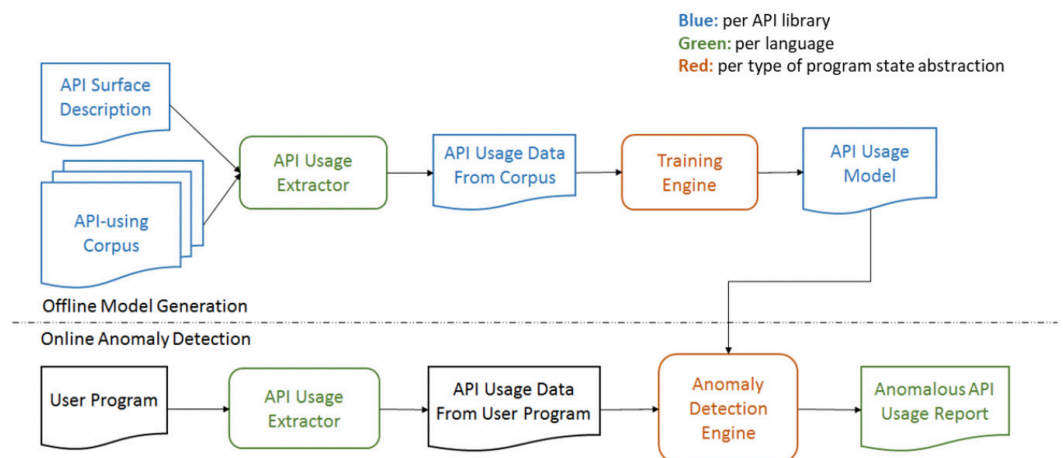 Blue: per API library
Green: per language
Red: per type of program state abstraction
API Surface
Description
API-using
Corpus
API Usage
Extractor
API Usage Data
From Corpus
Training
Engine
API Usage
Model
Offline Model Generation
Online Anomaly Detection
User Program
API Usage
Extractor
API Usage Data
From User Program
Anomaly
Detection
Engine
Anomalous API
Usage Report